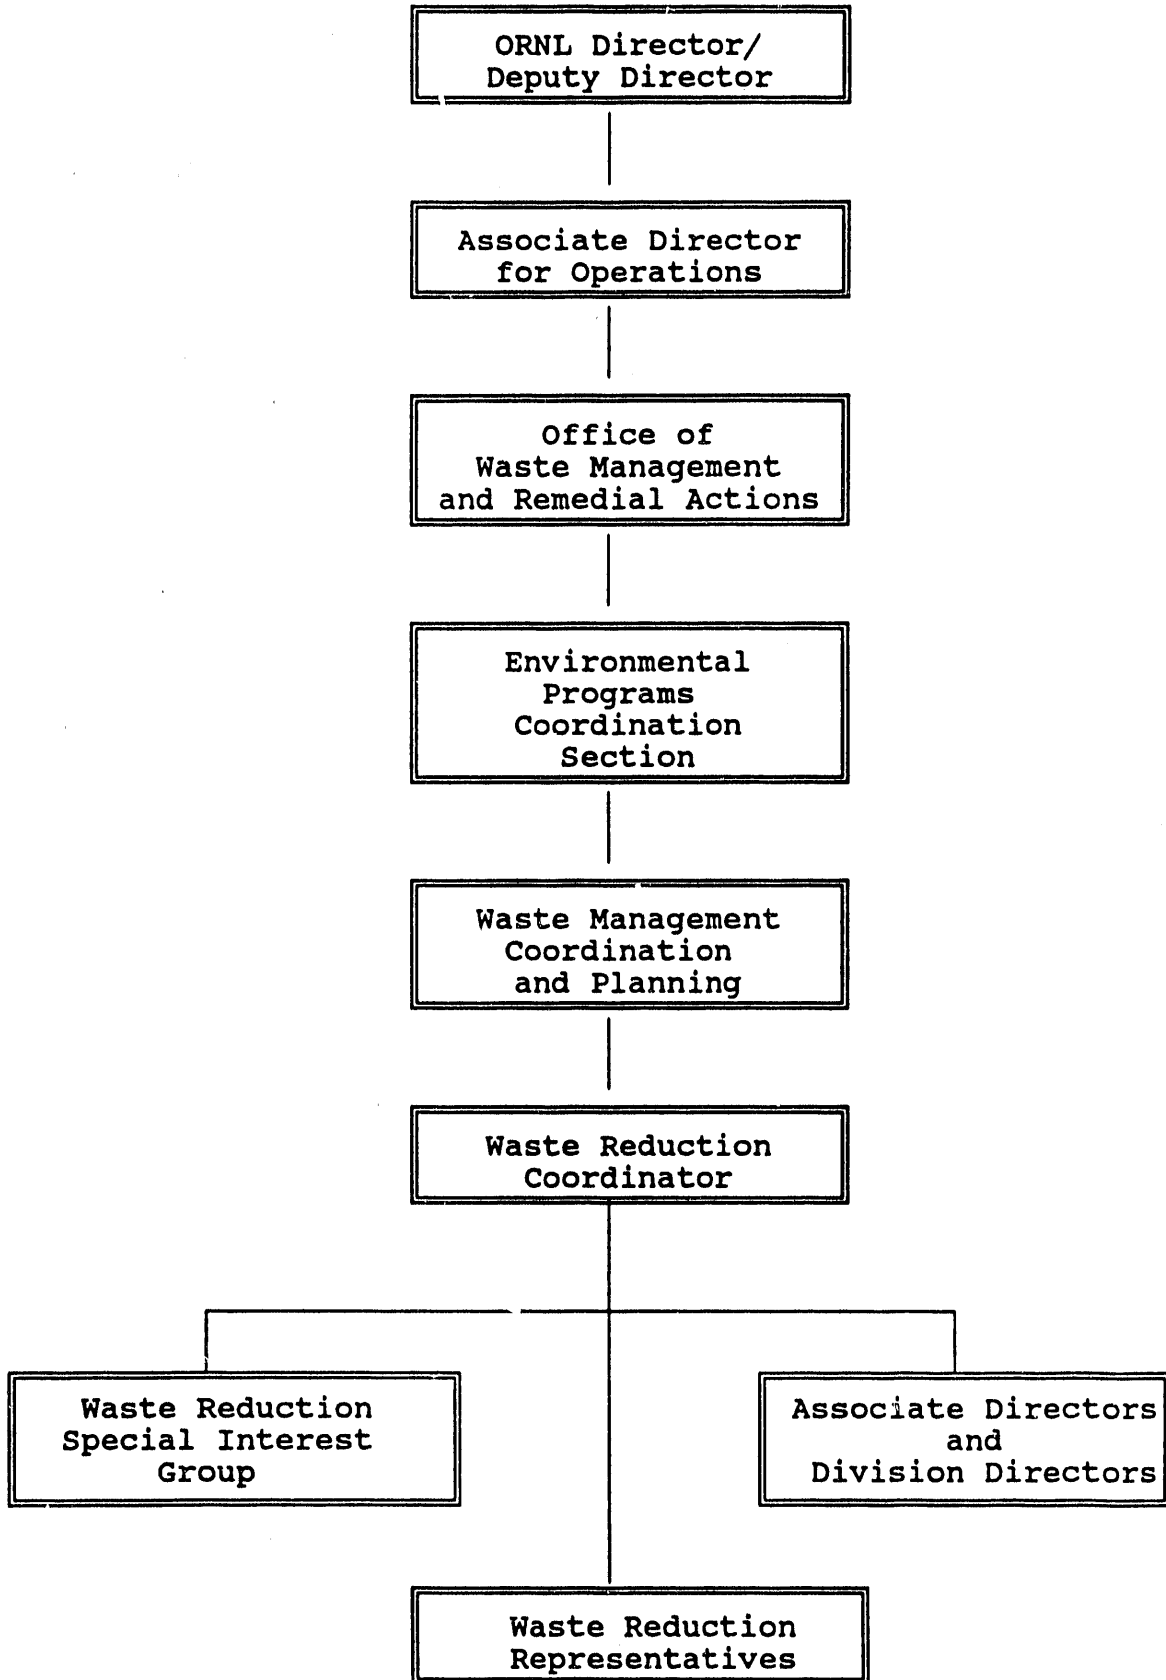 ORNL Director/
Deputy Director
Associate Director
for Operations
Office of
Waste Management
and Remedial Actions
Environmental
Programs
Coordination
Section
Waste Management
Coordination
and Planning
Waste Reduction
Coordinator
Waste Reduction
Special Interest
Group
Associate Directors
and
Division Directors
Waste Reduction
Representatives